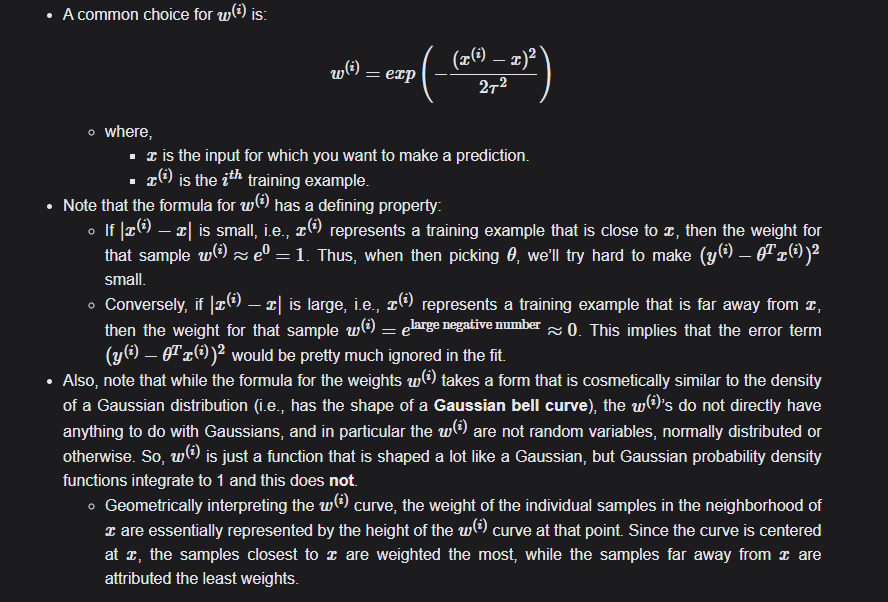 • A common choice for w^(i) is:
w^(i) = exp(−(x^(i) − x)² / 2τ²)
◦ where,
▪ x is the input for which you want to make a prediction.
▪ x^(i) is the i^th training example.
• Note that the formula for w^(i) has a defining property:
◦ If |x^(i) − x| is small, i.e., x^(i) represents a training example that is close to x, then the weight for
that sample w^(i) ≈ e⁰ = 1. Thus, when then picking θ, we'll try hard to make (y^(i) − θ^T x^(i))²
small.
◦ Conversely, if |x^(i) − x| is large, i.e., x^(i) represents a training example that is far away from x,
then the weight for that sample w^(i) = e^large negative number ≈ 0. This implies that the error term
(y^(i) − θ^T x^(i))² would be pretty much ignored in the fit.
• Also, note that while the formula for the weights w^(i) takes a form that is cosmetically similar to the density
of a Gaussian distribution (i.e., has the shape of a Gaussian bell curve), the w^(i)'s do not directly have
anything to do with Gaussians, and in particular the w^(i) are not random variables, normally distributed or
otherwise. So, w^(i) is just a function that is shaped a lot like a Gaussian, but Gaussian probability density
functions integrate to 1 and this does not.
◦ Geometrically interpreting the w^(i) curve, the weight of the individual samples in the neighborhood of
x are essentially represented by the height of the w^(i) curve at that point. Since the curve is centered
at x, the samples closest to x are weighted the most, while the samples far away from x are
attributed the least weights.